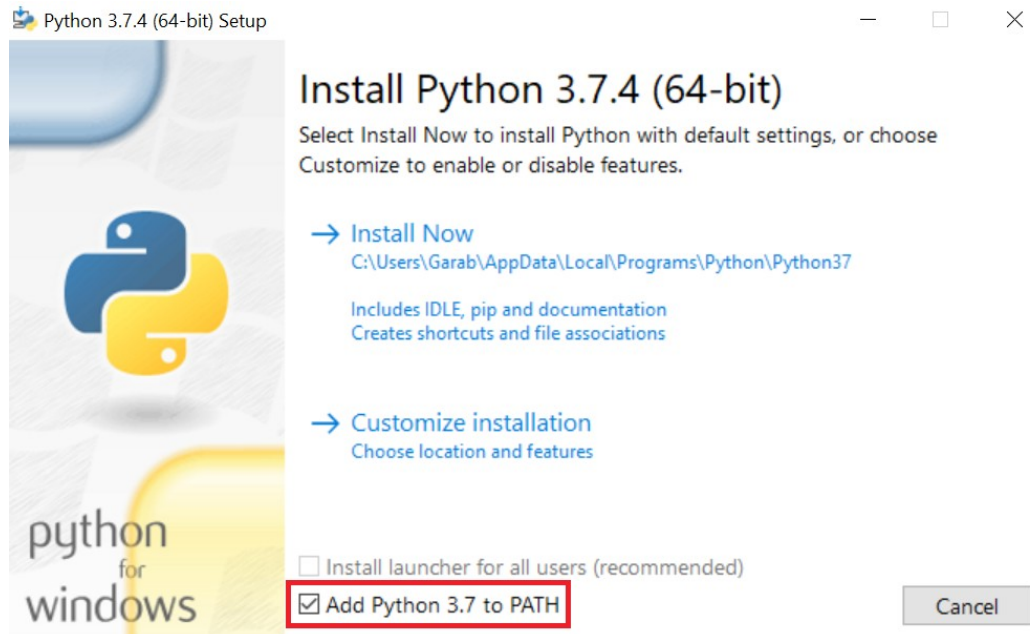 Python 3.7.4 (64-bit) Setup
Install Python 3.7.4 (64-bit)
Select Install Now to install Python with default settings, or choose
Customize to enable or disable features.
Install Now
C:\Users\Garab\AppData\Local\Programs\Python\Python37
Includes IDLE, pip and documentation
Creates shortcuts and file associations
Customize installation
Choose location and features
python
for
windows
Install launcher for all users (recommended)
Add Python 3.7 to PATH
Cancel